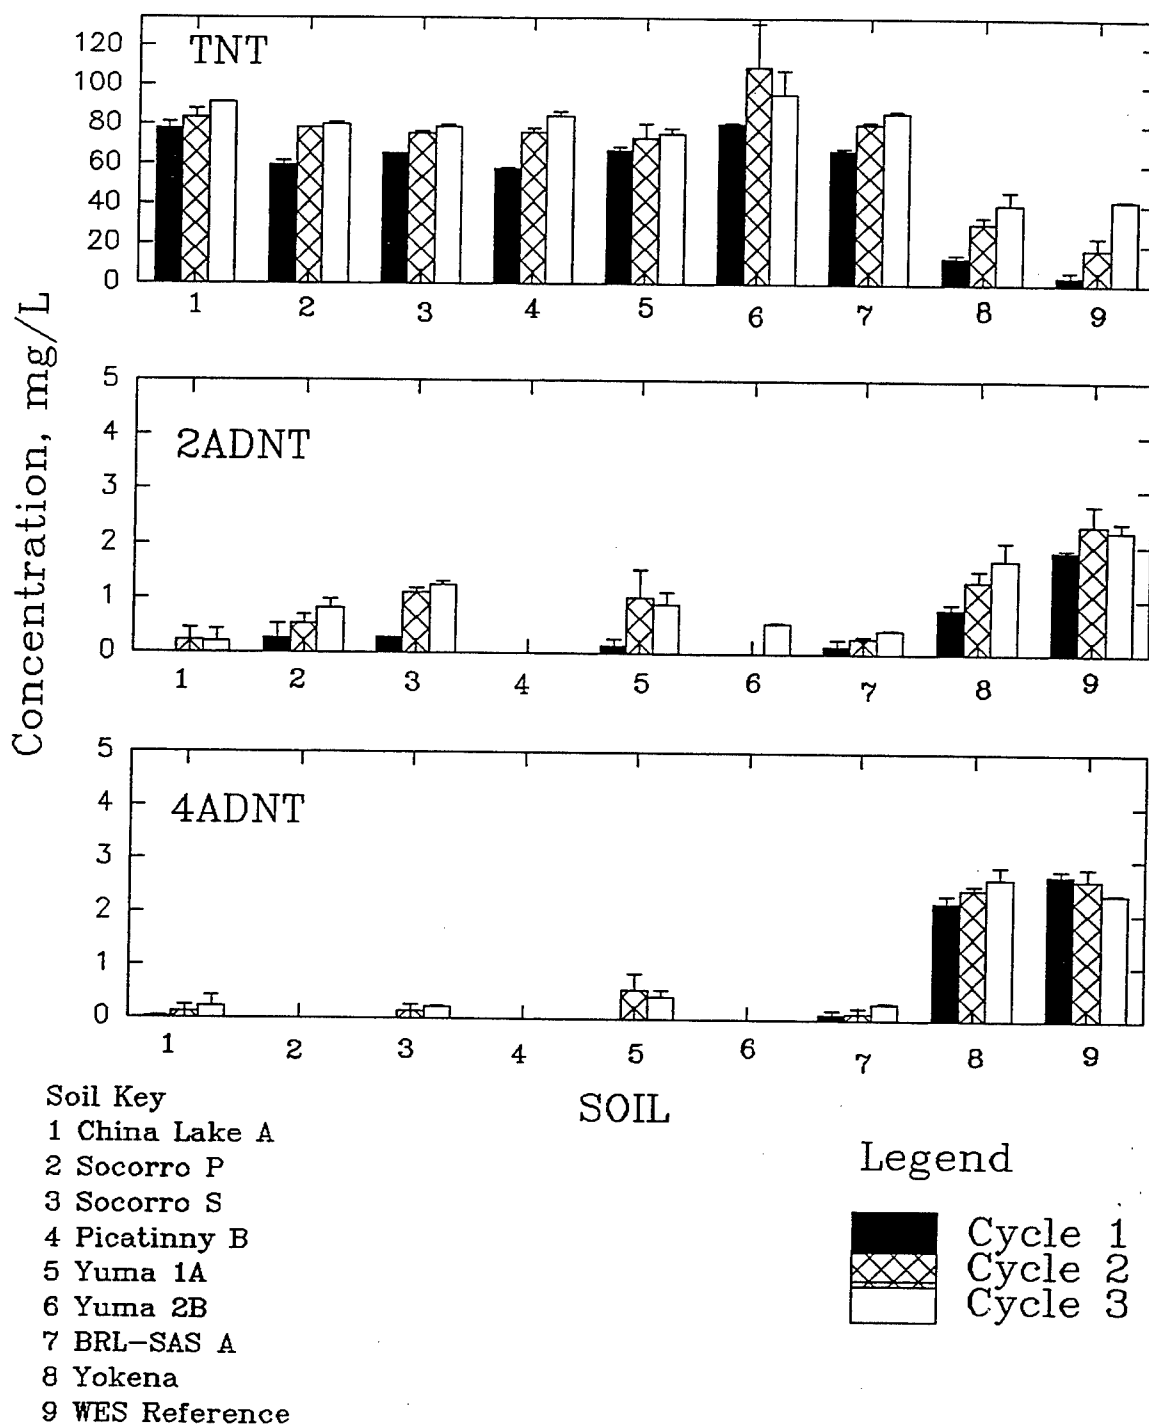 TNT
120
100
80
60
40
20
0
1 2 3 4 5 6 7 8 9
Concentration, mg/L
2ADNT
5
4
3
2
1
0
1 2 3 4 5 6 7 8 9
4ADNT
5
4
3
2
1
0
1 2 3 4 5 6 7 8 9
SOIL
Soil Key
1 China Lake A
2 Socorro P
3 Socorro S
4 Picatinny B
5 Yuma 1A
6 Yuma 2B
7 BRL-SAS A
8 Yokena
9 WES Reference
Legend
Cycle 1
Cycle 2
Cycle 3